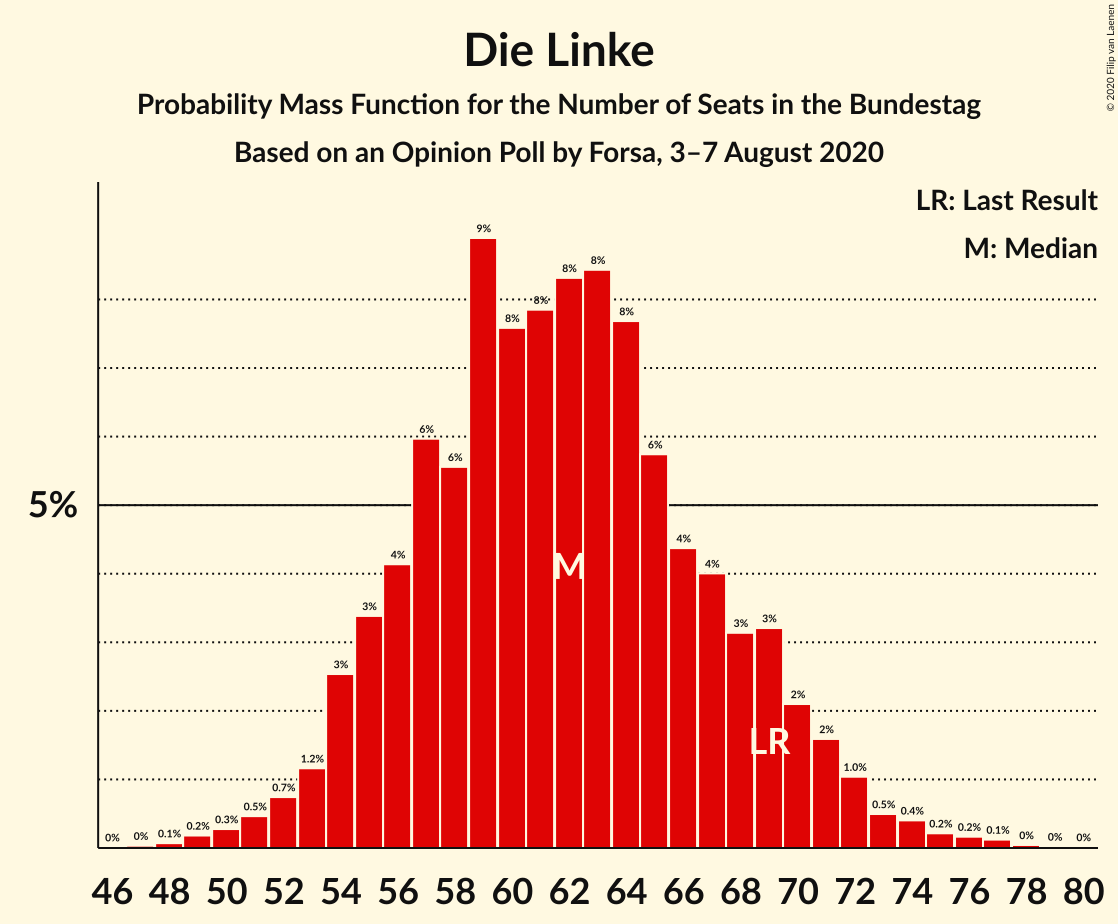 Die Linke
Probability Mass Function for the Number of Seats in the Bundestag
Based on an Opinion Poll by Forsa, 3–7 August 2020
© 2020 Filip van Laenen
LR: Last Result
M: Median
5%
0% 0% 0.1% 0.2% 0.3% 0.5% 0.7% 1.2% 3% 3% 4% 6% 6% 9% 8% 8% 8% 8% 8% 6% 4% 4% 3% 3% 2% 2% 1.0% 0.5% 0.4% 0.2% 0.2% 0.1% 0% 0% 0%
M
LR
46 48 50 52 54 56 58 60 62 64 66 68 70 72 74 76 78 80